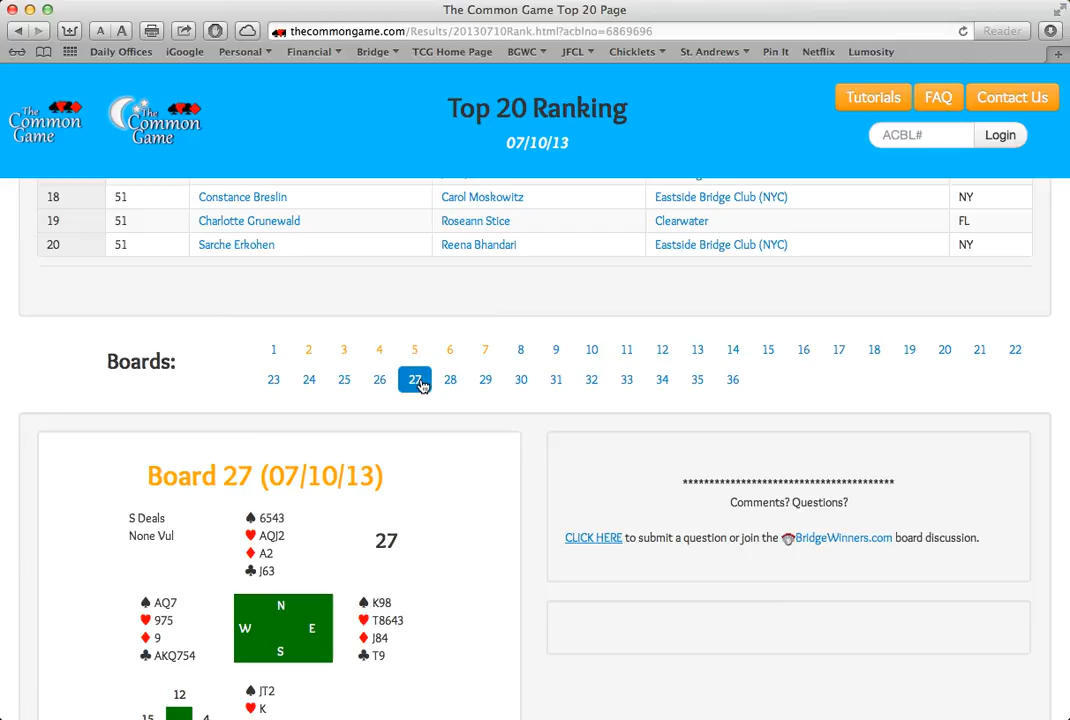 The Common Game Top 20 Page
A A thecommongame.com/Results/20130710Rank.html?acblno=6869696 Reader
Daily Offices iGoogle Personal Financial Bridge TCG Home Page BGWC JFCL Chicklets St. Andrews Pin It Netflix Lumosity
The Common Game
The Common Game
Top 20 Ranking
07/10/13
Tutorials FAQ Contact Us
ACBL# Login
18 51 Constance Breslin Carol Moskowitz Eastside Bridge Club (NYC) NY
19 51 Charlotte Grunewald Roseann Stice Clearwater FL
20 51 Sarche Erkohen Reena Bhandari Eastside Bridge Club (NYC) NY
Boards:
1 2 3 4 5 6 7 8 9 10 11 12 13 14 15 16 17 18 19 20 21 22
23 24 25 26 27 28 29 30 31 32 33 34 35 36
Board 27 (07/10/13)
S Deals
None Vul
♠ 6543
♥ AQJ2
♦ A2
♣ J63
27
♠ AQ7
♥ 975
♦ 9
♣ AKQ754
N
W E
S
♠ K98
♥ T8643
♦ J84
♣ T9
♠ JT2
♥ K
12
15 4
******************************************
Comments? Questions?
CLICK HERE to submit a question or join the BridgeWinners.com board discussion.